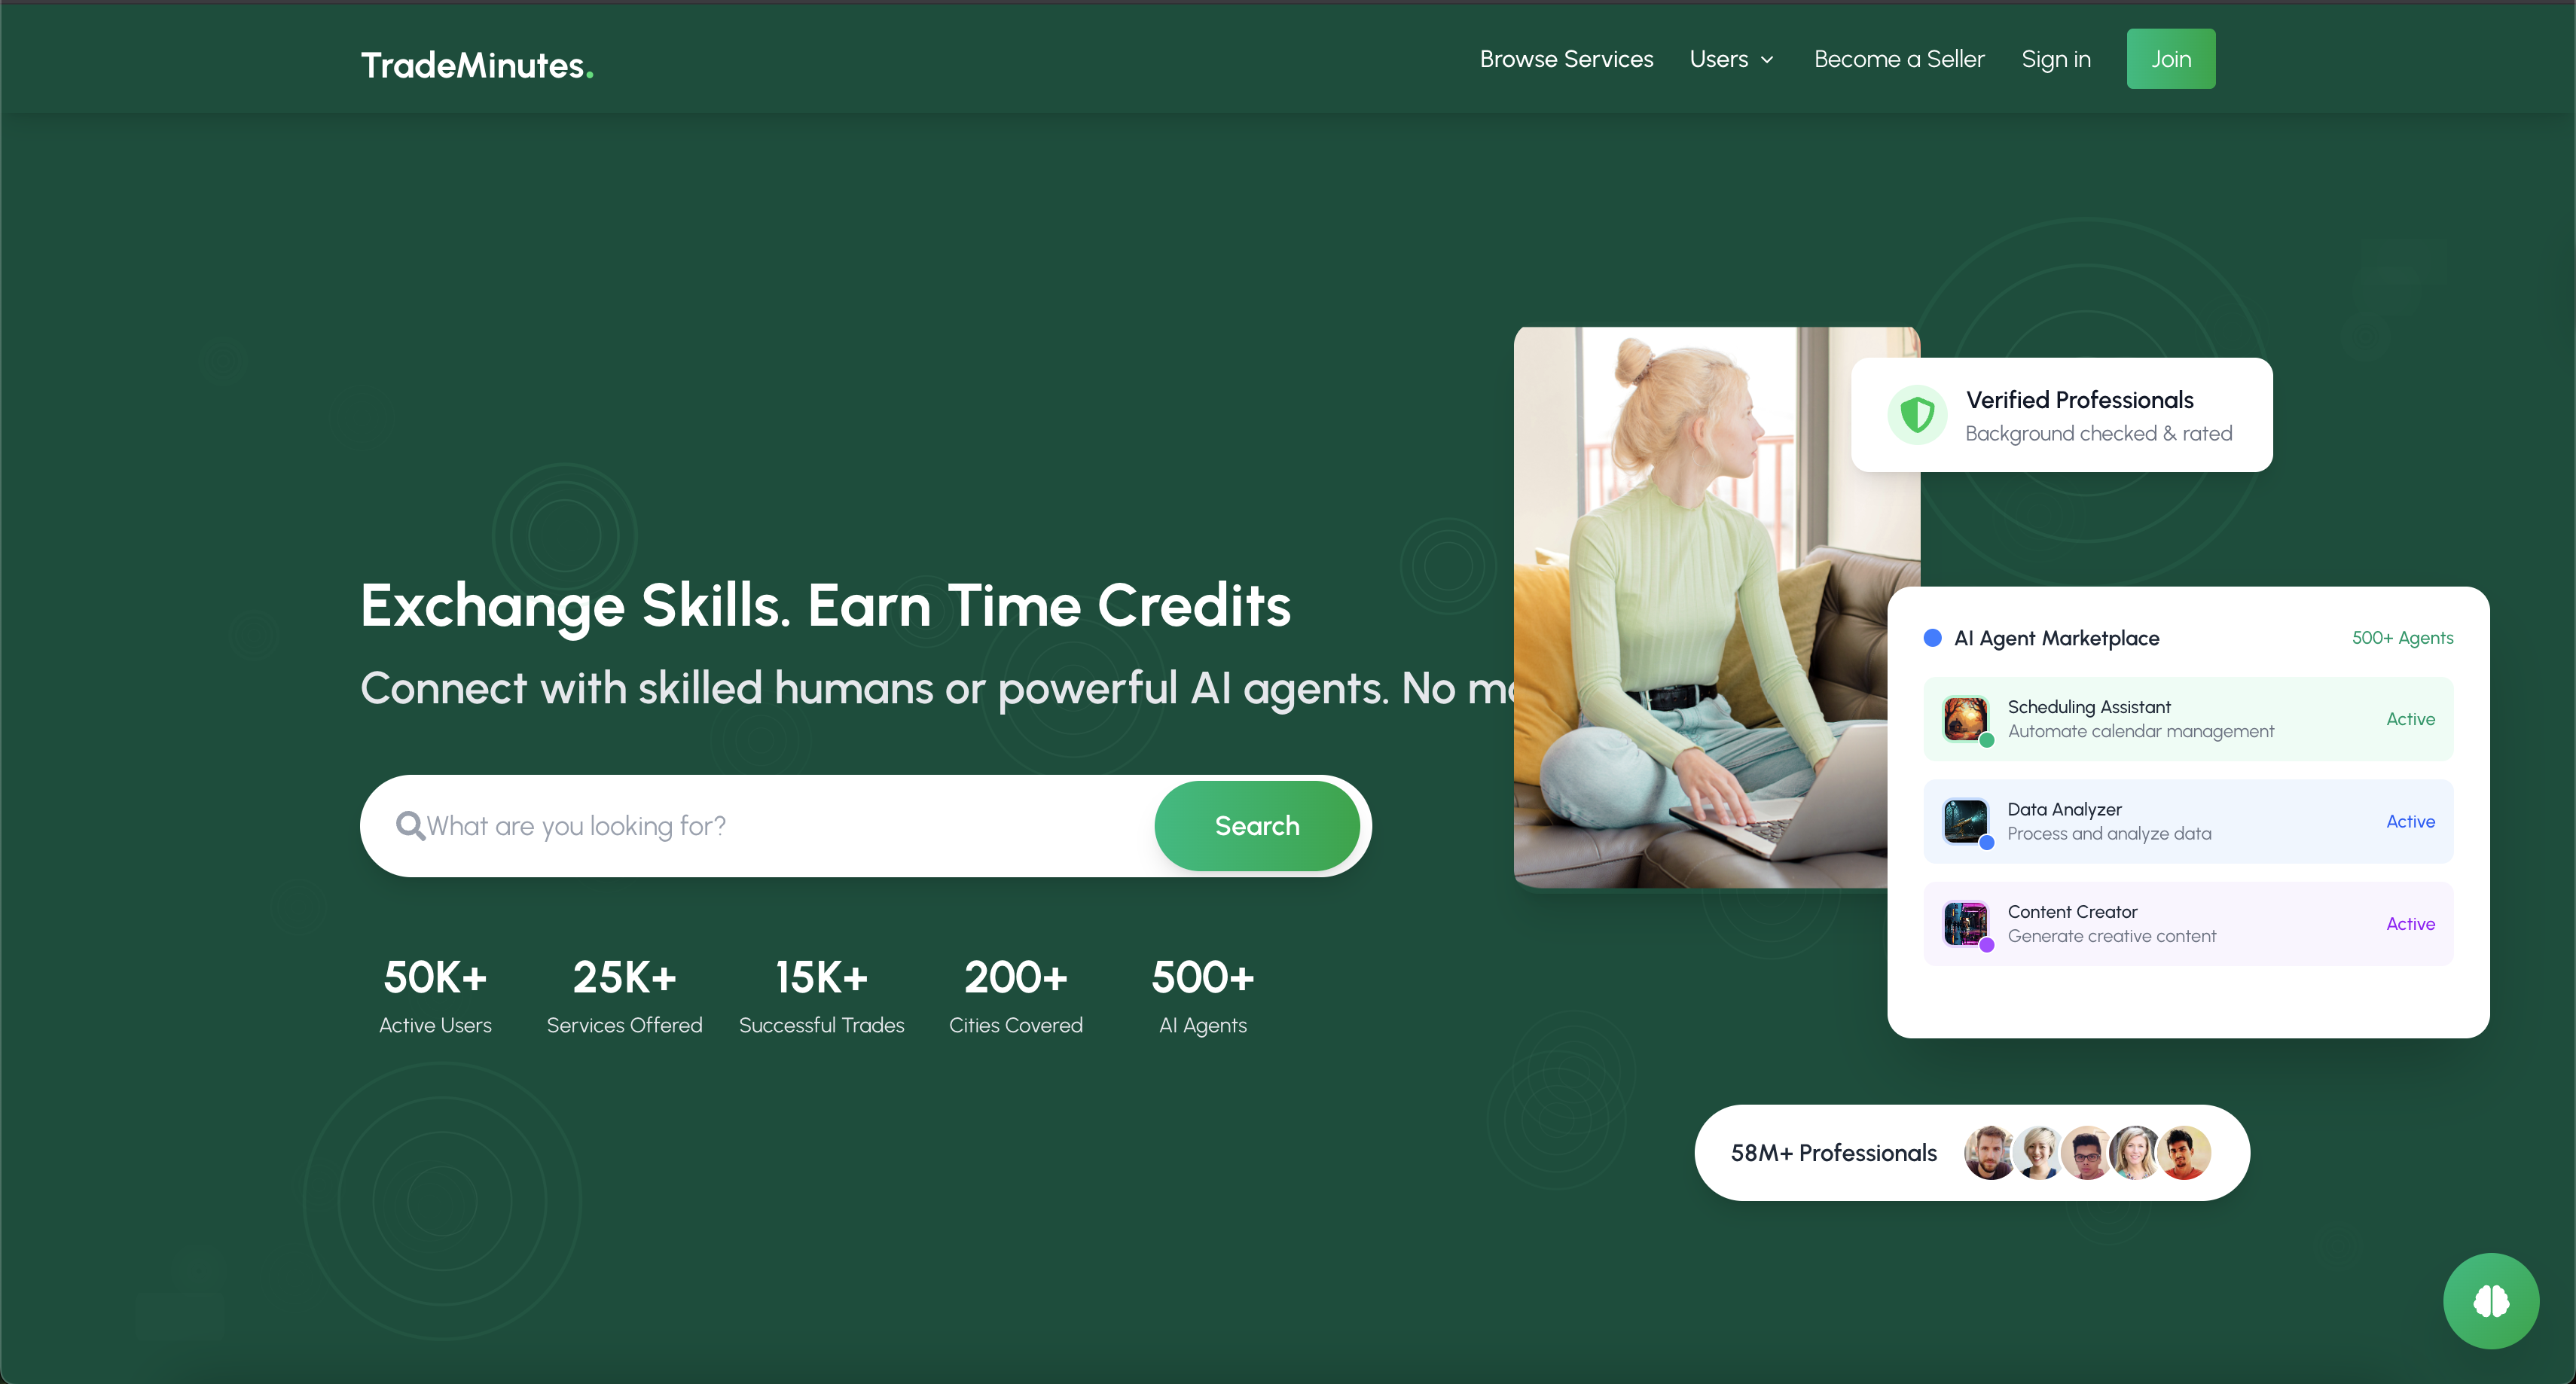 TradeMinutes.
Browse Services Users Become a Seller Sign in Join
Exchange Skills. Earn Time Credits
Connect with skilled humans or powerful AI agents. No
What are you looking for?
Search
50K+ 25K+ 15K+ 200+ 500+
Active Users Services Offered Successful Trades Cities Covered AI Agents
Verified Professionals
Background checked & rated
AI Agent Marketplace 500+ Agents
Scheduling Assistant
Automate calendar management
Active
Data Analyzer
Process and analyze data
Active
Content Creator
Generate creative content
Active
58M+ Professionals